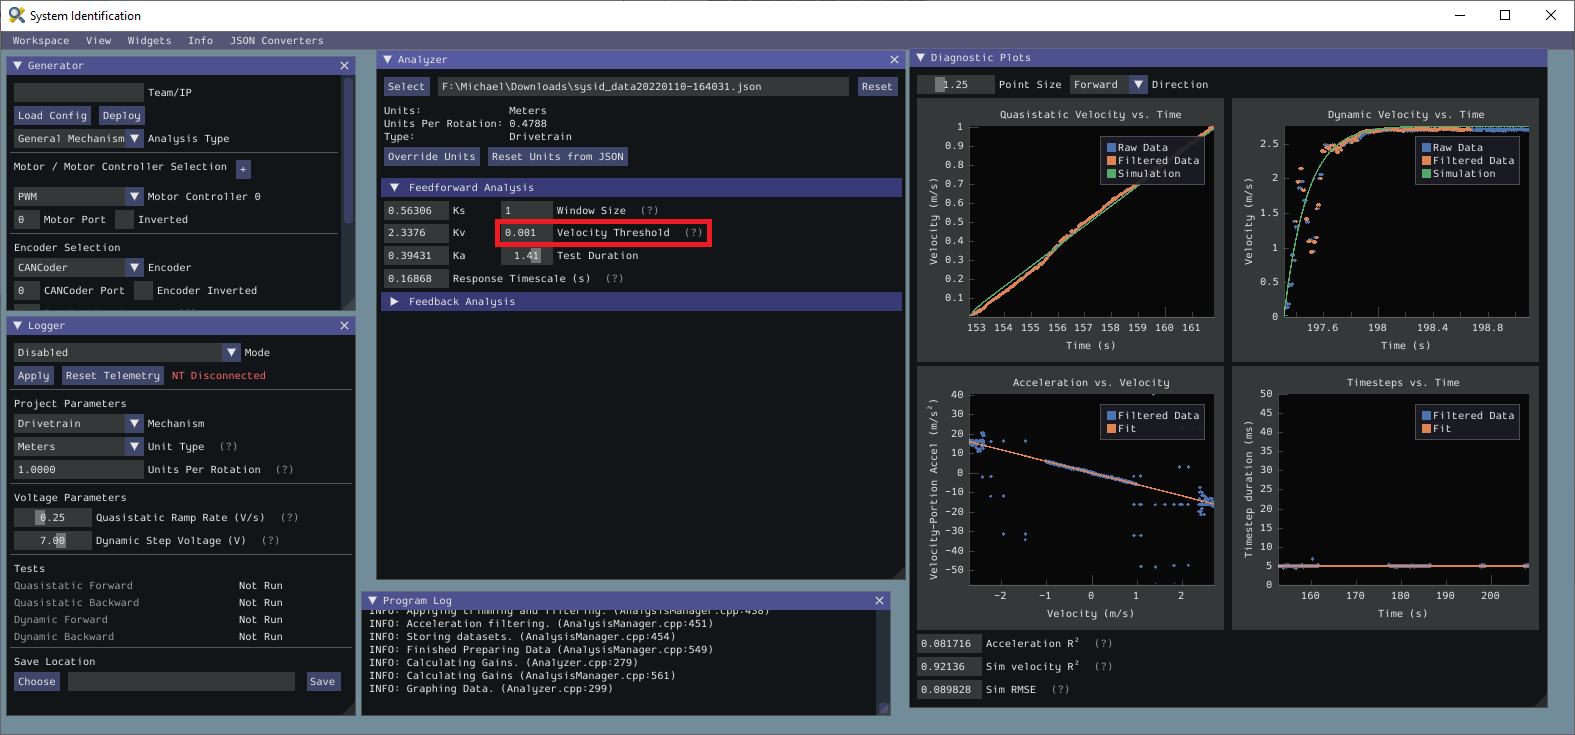 System Identification
Workspace View Widgets Info JSON Converters
Generator
Team/IP
Load Config Deploy
General Mechanism Analysis Type
Motor / Motor Controller Selection +
PWM Motor Controller 0
0 Motor Port Inverted
Encoder Selection
CANCoder Encoder
0 CANCoder Port Encoder Inverted
Logger
Disabled Mode
Apply Reset Telemetry NT Disconnected
Project Parameters
Drivetrain Mechanism
Meters Unit Type (?)
1.0000 Units Per Rotation (?)
Voltage Parameters
0.25 Quasistatic Ramp Rate (V/s) (?)
7.00 Dynamic Step Voltage (V) (?)
Tests
Quasistatic Forward Not Run
Quasistatic Backward Not Run
Dynamic Forward Not Run
Dynamic Backward Not Run
Save Location
Choose Save
Analyzer
Select F:\Michael\Downloads\sysid_data20220110-164031.json Reset
Units: Meters
Units Per Rotation: 0.4788
Type: Drivetrain
Override Units Reset Units from JSON
Feedforward Analysis
0.56306 Ks 1 Window Size (?)
2.3376 Kv 0.001 Velocity Threshold (?)
0.39431 Ka 1.41 Test Duration
0.16868 Response Timescale (s) (?)
Feedback Analysis
Program Log
INFO: Applying trimming and filtering. (AnalysisManager.cpp:438)
INFO: Acceleration filtering. (AnalysisManager.cpp:451)
INFO: Storing datasets. (AnalysisManager.cpp:454)
INFO: Finished Preparing Data (AnalysisManager.cpp:549)
INFO: Calculating Gains. (Analyzer.cpp:279)
INFO: Calculating Gains (AnalysisManager.cpp:561)
INFO: Graphing Data. (Analyzer.cpp:299)
Diagnostic Plots
1.25 Point Size Forward Direction
Quasistatic Velocity vs. Time
Raw Data
Filtered Data
Simulation
Velocity (m/s)
1
0.9
0.8
0.7
0.6
0.5
0.4
0.3
0.2
0.1
153 154 155 156 157 158 159 160 161
Time (s)
Dynamic Velocity vs. Time
Raw Data
Filtered Data
Simulation
Velocity (m/s)
2.5
2
1.5
1
0.5
0
197.6 198 198.4 198.8
Time (s)
Acceleration vs. Velocity
Filtered Data
Fit
Velocity-Portion Accel (m/s²)
40
30
20
10
0
-10
-20
-30
-40
-50
-2 -1 0 1 2
Velocity (m/s)
Timesteps vs. Time
Filtered Data
Fit
Timestep duration (ms)
50
45
40
35
30
25
20
15
10
5
0
160 170 180 190 200
Time (s)
0.081716 Acceleration R² (?)
0.92136 Sim velocity R² (?)
0.089828 Sim RMSE (?)